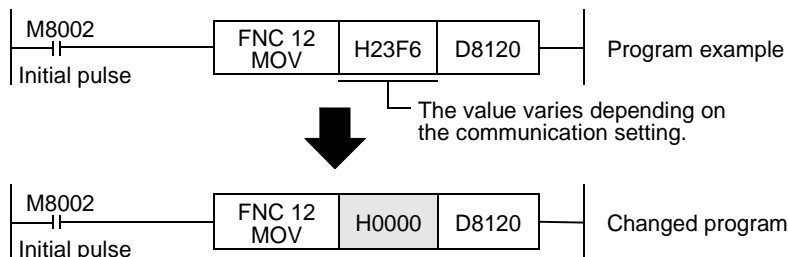 M8002
FNC 12
MOV
H23F6
D8120
Program example
Initial pulse
The value varies depending on
the communication setting.
M8002
FNC 12
MOV
H0000
D8120
Changed program
Initial pulse